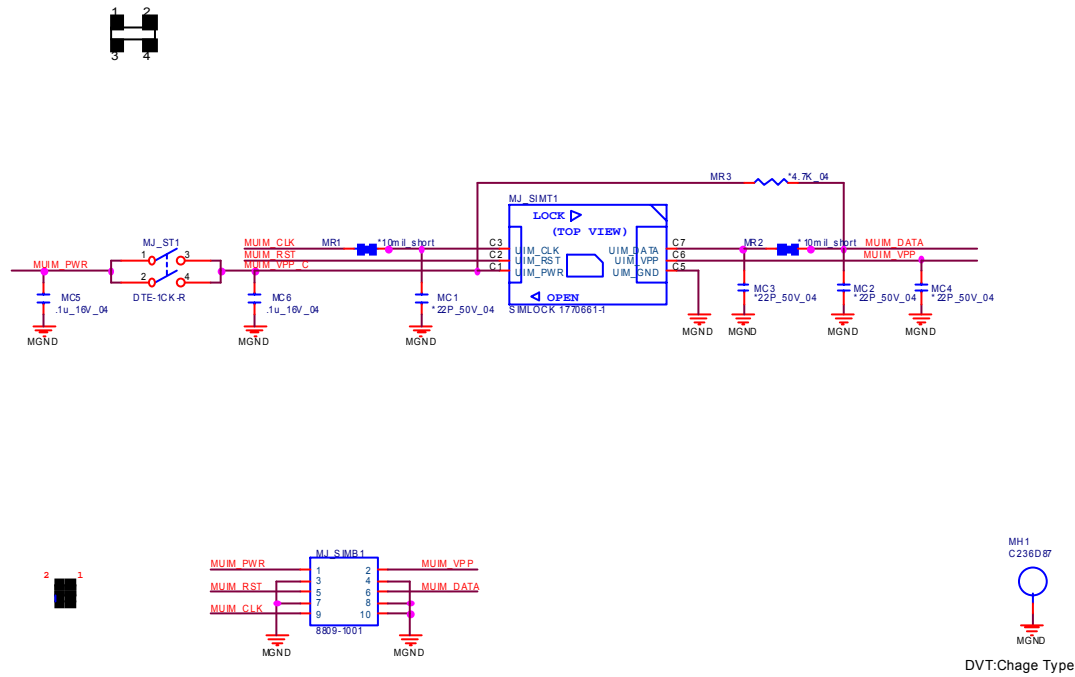 1 2
3 4
MR3 *4.7K_04
MJ_SIMT1
LOCK
(TOP VIEW)
MJ_ST1
MUIM_CLK MR1 *10mil_short C3 UIM_CLK UIM_DATA C7 MR2 *10mil_short MUIM_DATA
MUIM_RST C2 UIM_RST UIM_VPP C6 MUIM_VPP
MUIM_PWR 1 3 MUIM_VPP_C C1 UIM_PWR UIM_GND C5
2 4
DTE-1CK-R
OPEN
SIMLOCK 1770661-1
MC5
.1u_16V_04
MC6
.1u_16V_04
MC1
*22P_50V_04
MC3
*22P_50V_04
MC2
*22P_50V_04
MC4
*22P_50V_04
MGND MGND MGND MGND MGND MGND MGND
MJ_SIMB1
MUIM_PWR 1 2 MUIM_VPP
3 4
MUIM_RST 5 6 MUIM_DATA
7 8
MUIM_CLK 9 10
8809-1001
MGND MGND
2 1
MH1
C236D87
MGND
DVT:Chage Type